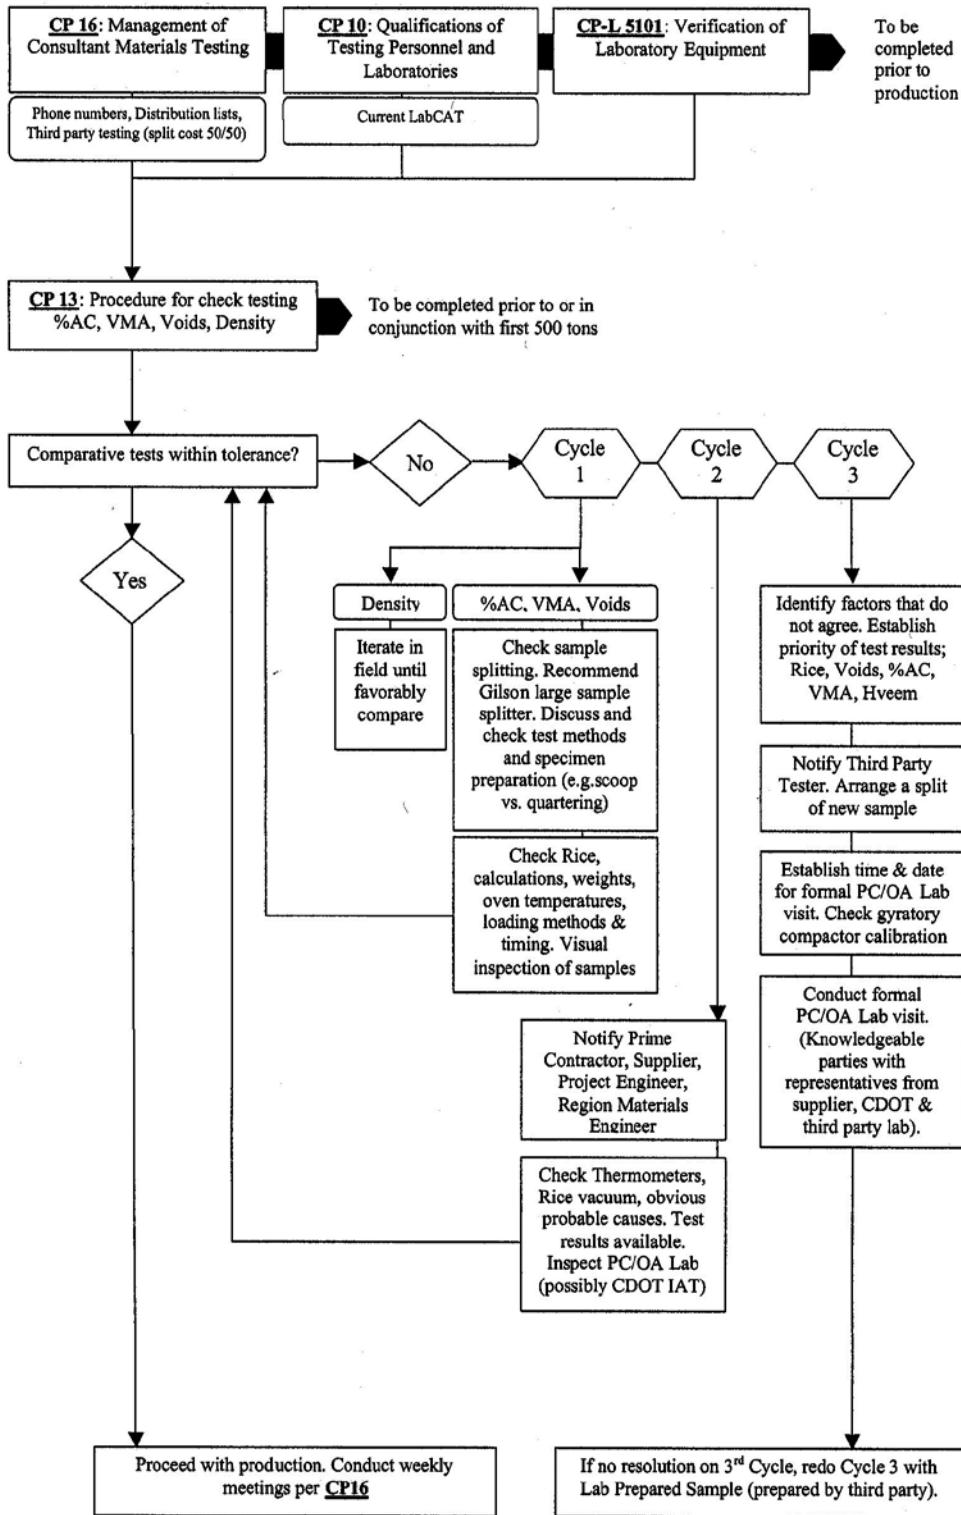 CP 16: Management of
Consultant Materials Testing
CP 10: Qualifications of
Testing Personnel and
Laboratories
CP-L 5101: Verification of
Laboratory Equipment
To be
completed
prior to
production
Phone numbers, Distribution lists,
Third party testing (split cost 50/50)
Current LabCAT
CP 13: Procedure for check testing
%AC, VMA, Voids, Density
To be completed prior to or in
conjunction with first 500 tons
Comparative tests within tolerance?
No
Cycle
1
Cycle
2
Cycle
3
Yes
Density
Iterate in
field until
favorably
compare
%AC, VMA, Voids
Check sample
splitting. Recommend
Gilson large sample
splitter. Discuss and
check test methods
and specimen
preparation (e.g.scoop
vs. quartering)
Check Rice,
calculations, weights,
oven temperatures,
loading methods &
timing. Visual
inspection of samples
Notify Prime
Contractor, Supplier,
Project Engineer,
Region Materials
Engineer
Check Thermometers,
Rice vacuum, obvious
probable causes. Test
results available.
Inspect PC/OA Lab
(possibly CDOT IAT)
Identify factors that do
not agree. Establish
priority of test results;
Rice, Voids, %AC,
VMA, Hveem
Notify Third Party
Tester. Arrange a split
of new sample
Establish time & date
for formal PC/OA Lab
visit. Check gyratory
compactor calibration
Conduct formal
PC/OA Lab visit.
(Knowledgeable
parties with
representatives from
supplier, CDOT &
third party lab).
Proceed with production. Conduct weekly
meetings per CP16
If no resolution on 3rd Cycle, redo Cycle 3 with
Lab Prepared Sample (prepared by third party).